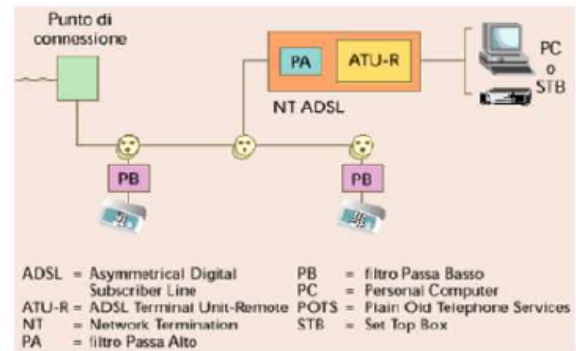 Punto di
connessione
PA
ATU-R
PC
o
STB
NT ADSL
PB
PB
ADSL = Asymmetrical Digital
Subscriber Line
ATU-R = ADSL Terminal Unit-Remote
NT = Network Termination
PA = filtro Passa Alto
PB = filtro Passa Basso
PC = Personal Computer
POTS = Plain Old Telephone Services
STB = Set Top Box